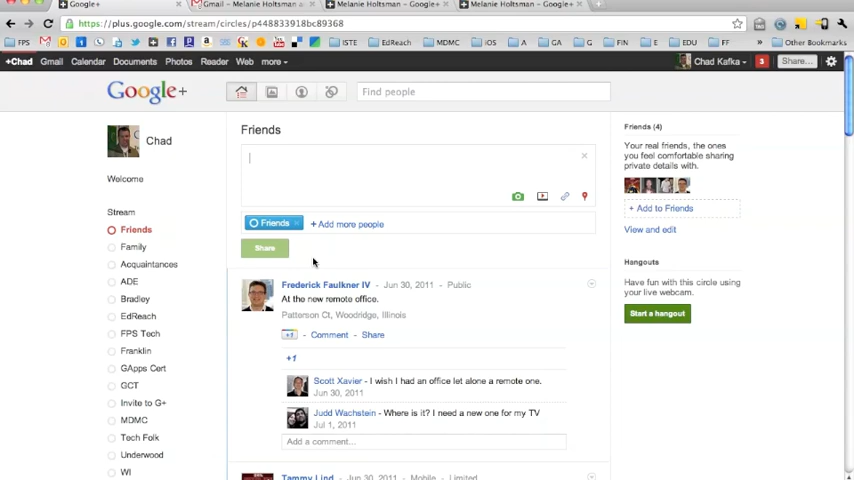 Google+
Gmail – Melanie Holtsman a
Melanie Holtsman – Google+
Melanie Holtsman – Google+
https://plus.google.com/stream/circles/p448833918bc89368
FPS
ISTE
EdReach
MDMC
iOS
A
GA
G
FIN
E
EDU
FF
»
Other Bookmarks
+Chad Gmail Calendar Documents Photos Reader Web more
Chad Kafka
3
Share...
Google+
Find people
Chad
Welcome
Stream
Friends
Family
Acquaintances
ADE
Bradley
EdReach
FPS Tech
Franklin
GApps Cert
GCT
Invite to G+
MDMC
Tech Folk
Underwood
WI
Friends
Friends
+ Add more people
Share
Frederick Faulkner IV - Jun 30, 2011 - Public
At the new remote office.
Patterson Ct, Woodridge, Illinois
+1 - Comment - Share
+1
Scott Xavier - I wish I had an office let alone a remote one.
Jun 30, 2011
Judd Wachstein - Where is it? I need a new one for my TV
Jul 1, 2011
Add a comment...
Tammy Lind - Jun 30, 2011 - Mobile - Limited
Friends (4)
Your real friends, the ones
you feel comfortable sharing
private details with.
+ Add to Friends
View and edit
Hangouts
Have fun with this circle using
your live webcam.
Start a hangout